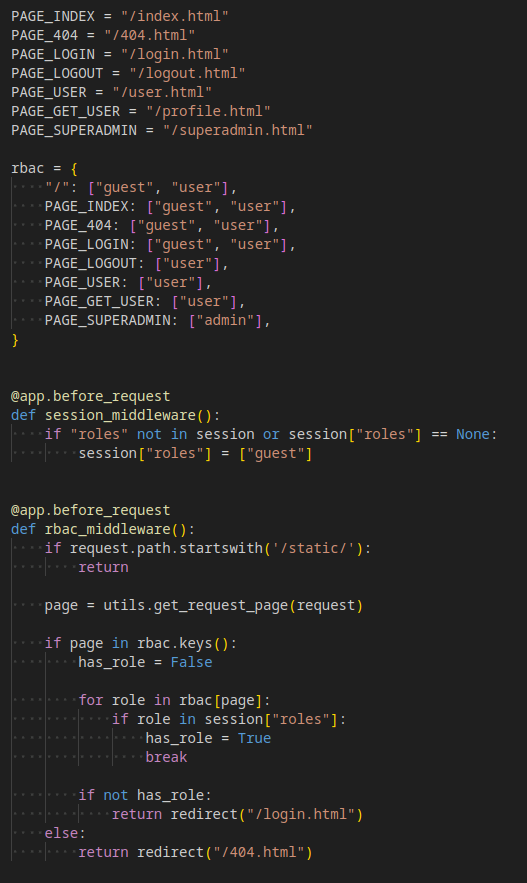 PAGE_INDEX = "/index.html"
PAGE_404 = "/404.html"
PAGE_LOGIN = "/login.html"
PAGE_LOGOUT = "/logout.html"
PAGE_USER = "/user.html"
PAGE_GET_USER = "/profile.html"
PAGE_SUPERADMIN = "/superadmin.html"

rbac = {
    "/": ["guest", "user"],
    PAGE_INDEX: ["guest", "user"],
    PAGE_404: ["guest", "user"],
    PAGE_LOGIN: ["guest", "user"],
    PAGE_LOGOUT: ["user"],
    PAGE_USER: ["user"],
    PAGE_GET_USER: ["user"],
    PAGE_SUPERADMIN: ["admin"],
}


@app.before_request
def session_middleware():
    if "roles" not in session or session["roles"] == None:
        session["roles"] = ["guest"]


@app.before_request
def rbac_middleware():
    if request.path.startswith('/static/'):
        return

    page = utils.get_request_page(request)

    if page in rbac.keys():
        has_role = False

        for role in rbac[page]:
            if role in session["roles"]:
                has_role = True
                break

        if not has_role:
            return redirect("/login.html")
    else:
        return redirect("/404.html")